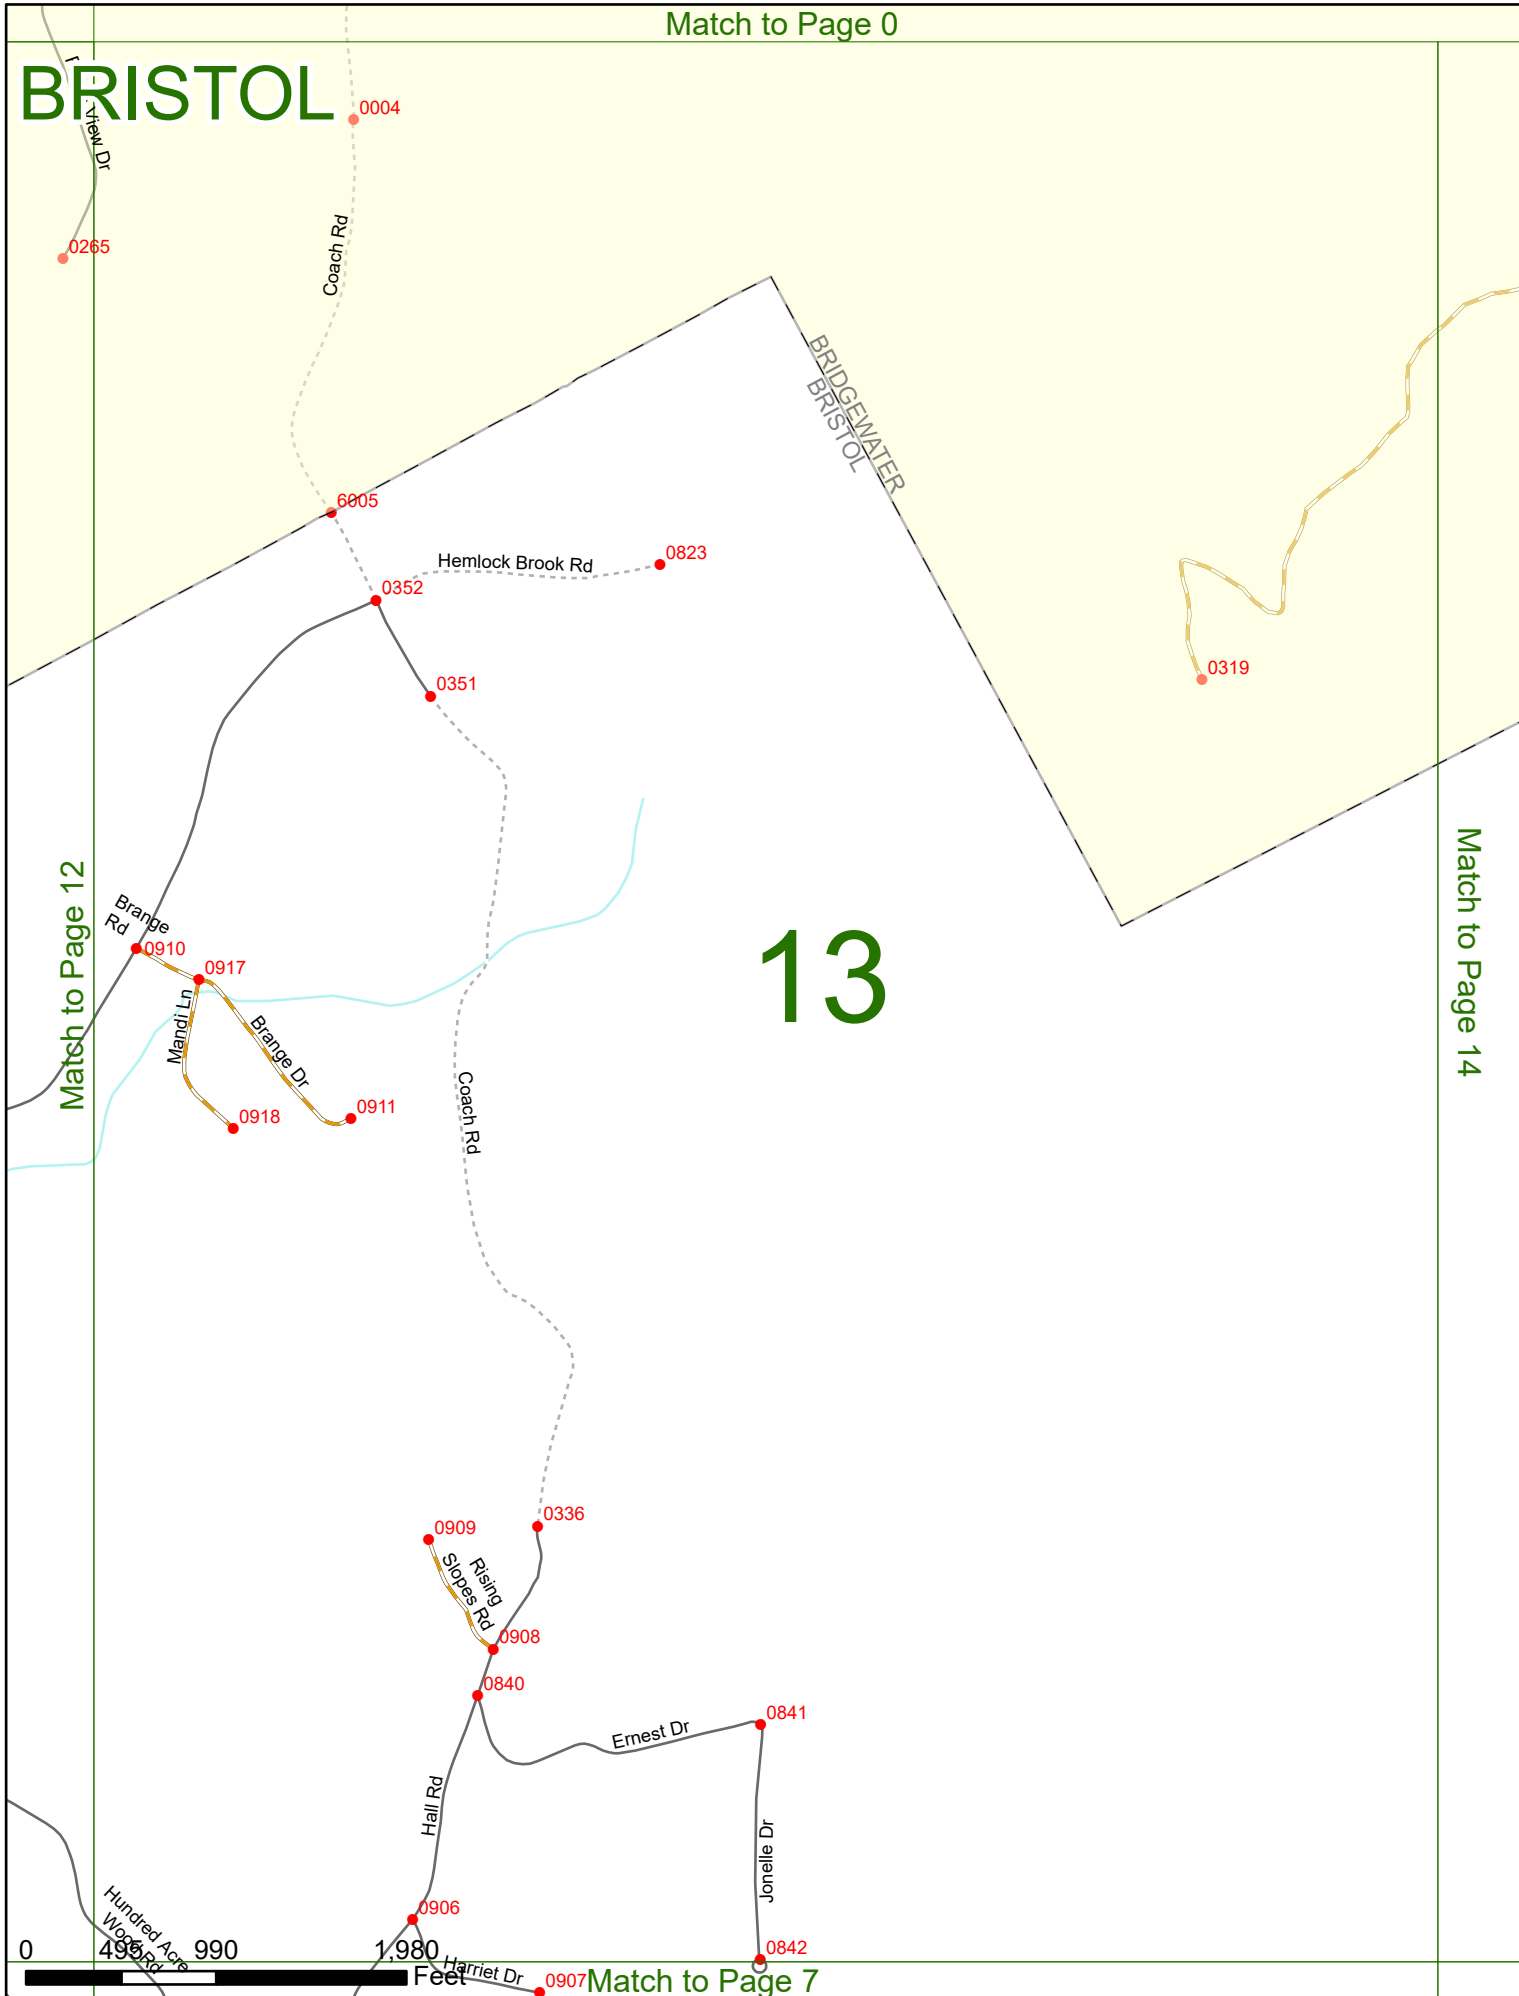 Match to Page 0
BRISTOL
View Dr
0004
0265
Coach Rd
BRIDGEWATER
BRISTOL
6005
Hemlock Brook Rd
0823
0352
0319
0351
Match to Page 12
Match to Page 14
Brange
Rd
0910
0917
13
Mandi Ln
Brange Dr
Coach Rd
0918
0911
0336
0909
Rising
Slopes Rd
0908
0840
0841
Ernest Dr
Hall Rd
Jonelle Dr
Hundred Acre
Wood Rd
0906
0842
0 495 990 1,980
Feet
Harriet Dr
0907
Match to Page 7